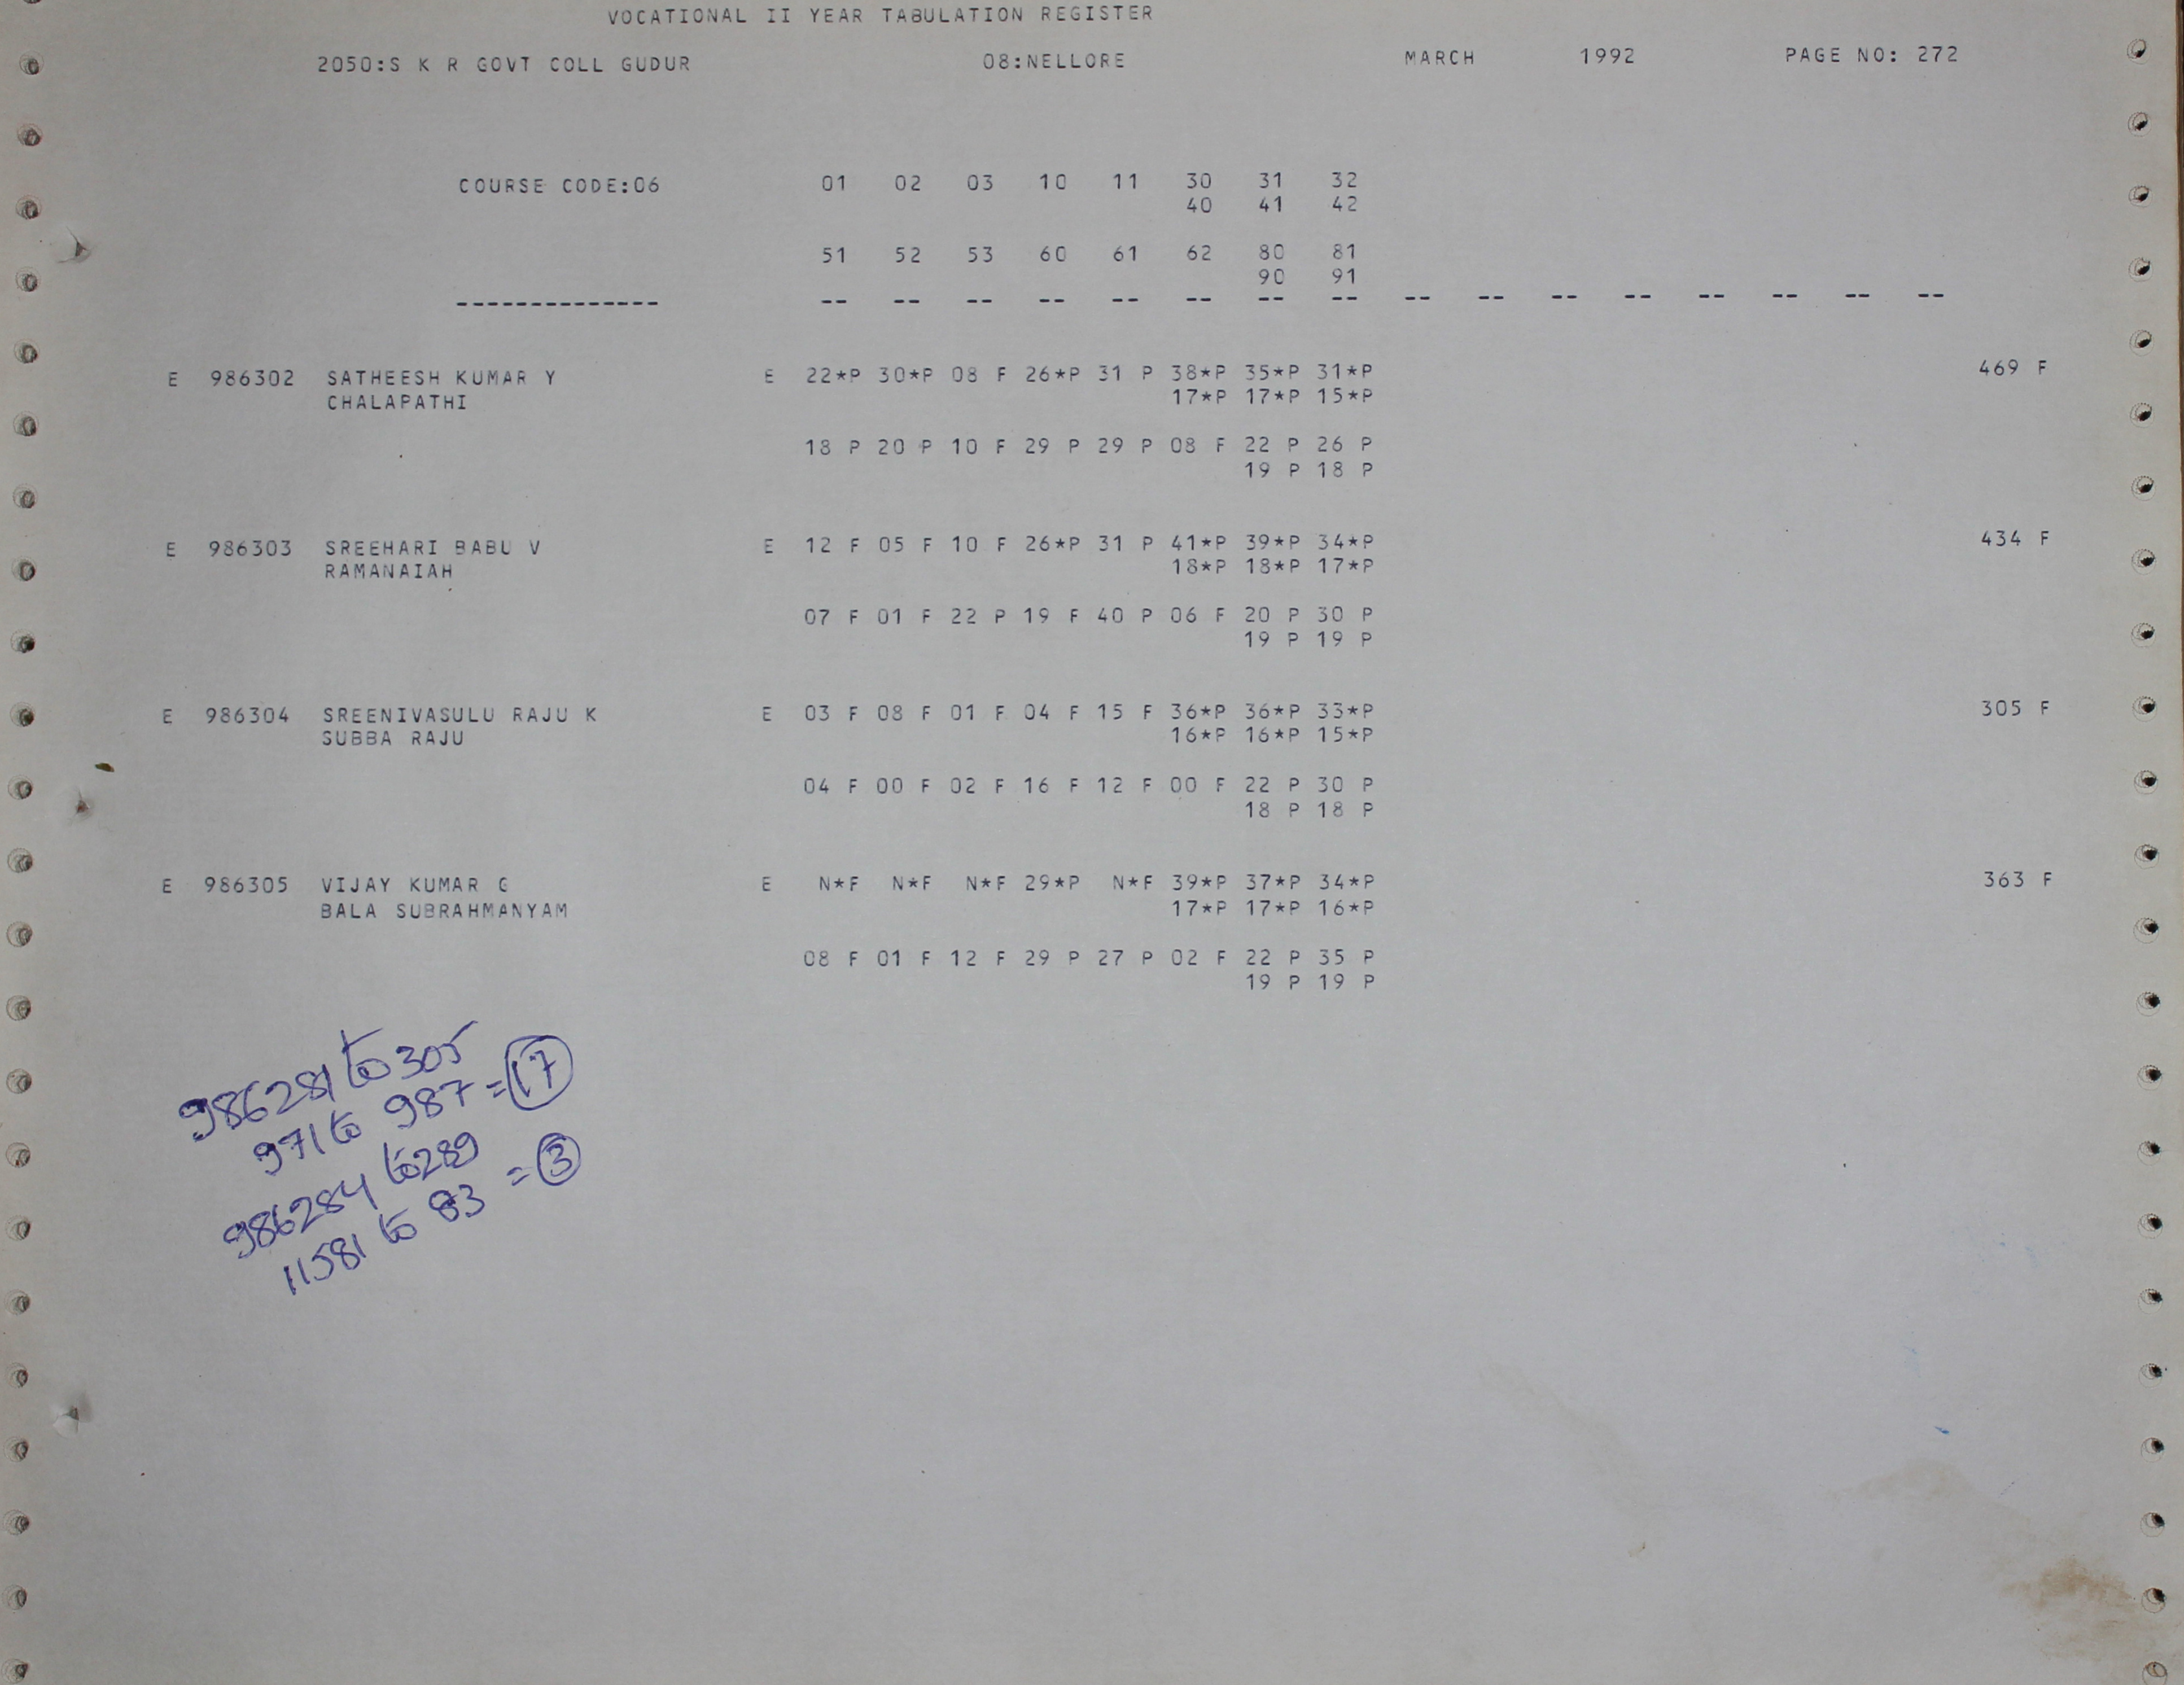 VOCATIONAL II YEAR TABULATION REGISTER
2050:S K R GOVT COLL GUDUR 08:NELLORE MARCH 1992 PAGE NO: 272
COURSE CODE:06 01 02 03 10 11 30 31 32
40 41 42
51 52 53 60 61 62 80 81
90 91
-------------- -- -- -- -- -- -- -- -- -- -- -- -- -- -- -- --
E 986302 SATHEESH KUMAR Y E 22*P 30*P 08 F 26*P 31 P 38*P 35*P 31*P 469 F
CHALAPATHI 17*P 17*P 15*P
18 P 20 P 10 F 29 P 29 P 08 F 22 P 26 P
19 P 18 P
E 986303 SREEHARI BABU V E 12 F 05 F 10 F 26*P 31 P 41*P 39*P 34*P 434 F
RAMANAIAH 18*P 18*P 17*P
07 F 01 F 22 P 19 F 40 P 06 F 20 P 30 P
19 P 19 P
E 986304 SREENIVASULU RAJU K E 03 F 08 F 01 F 04 F 15 F 36*P 36*P 33*P 305 F
SUBBA RAJU 16*P 16*P 15*P
04 F 00 F 02 F 16 F 12 F 00 F 22 P 30 P
18 P 18 P
E 986305 VIJAY KUMAR G E N*F N*F N*F 29*P N*F 39*P 37*P 34*P 363 F
BALA SUBRAHMANYAM 17*P 17*P 16*P
08 F 01 F 12 F 29 P 27 P 02 F 22 P 35 P
19 P 19 P
986281 to 305
971 to 987 = 17
986284 to 289
11581 to 83 = 3